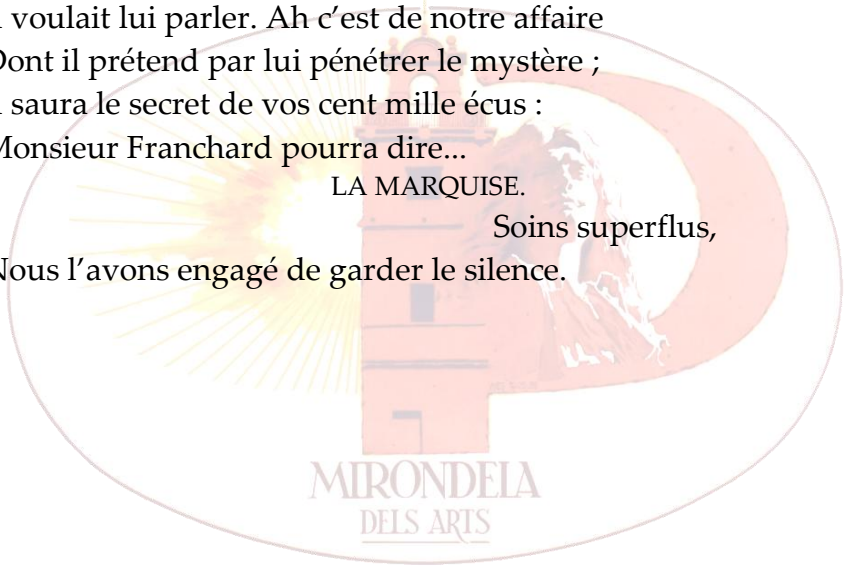 voulait lui parler. Ah c’est de notre affaire
Dont il prétend par lui pénétrer le mystère ;
saura le secret de vos cent mille écus :
Monsieur Franchard pourra dire...
LA MARQUISE.
Soins superflus,
Nous l’avons engagé de garder le silence.
MIRONDELA
DELS ARTS